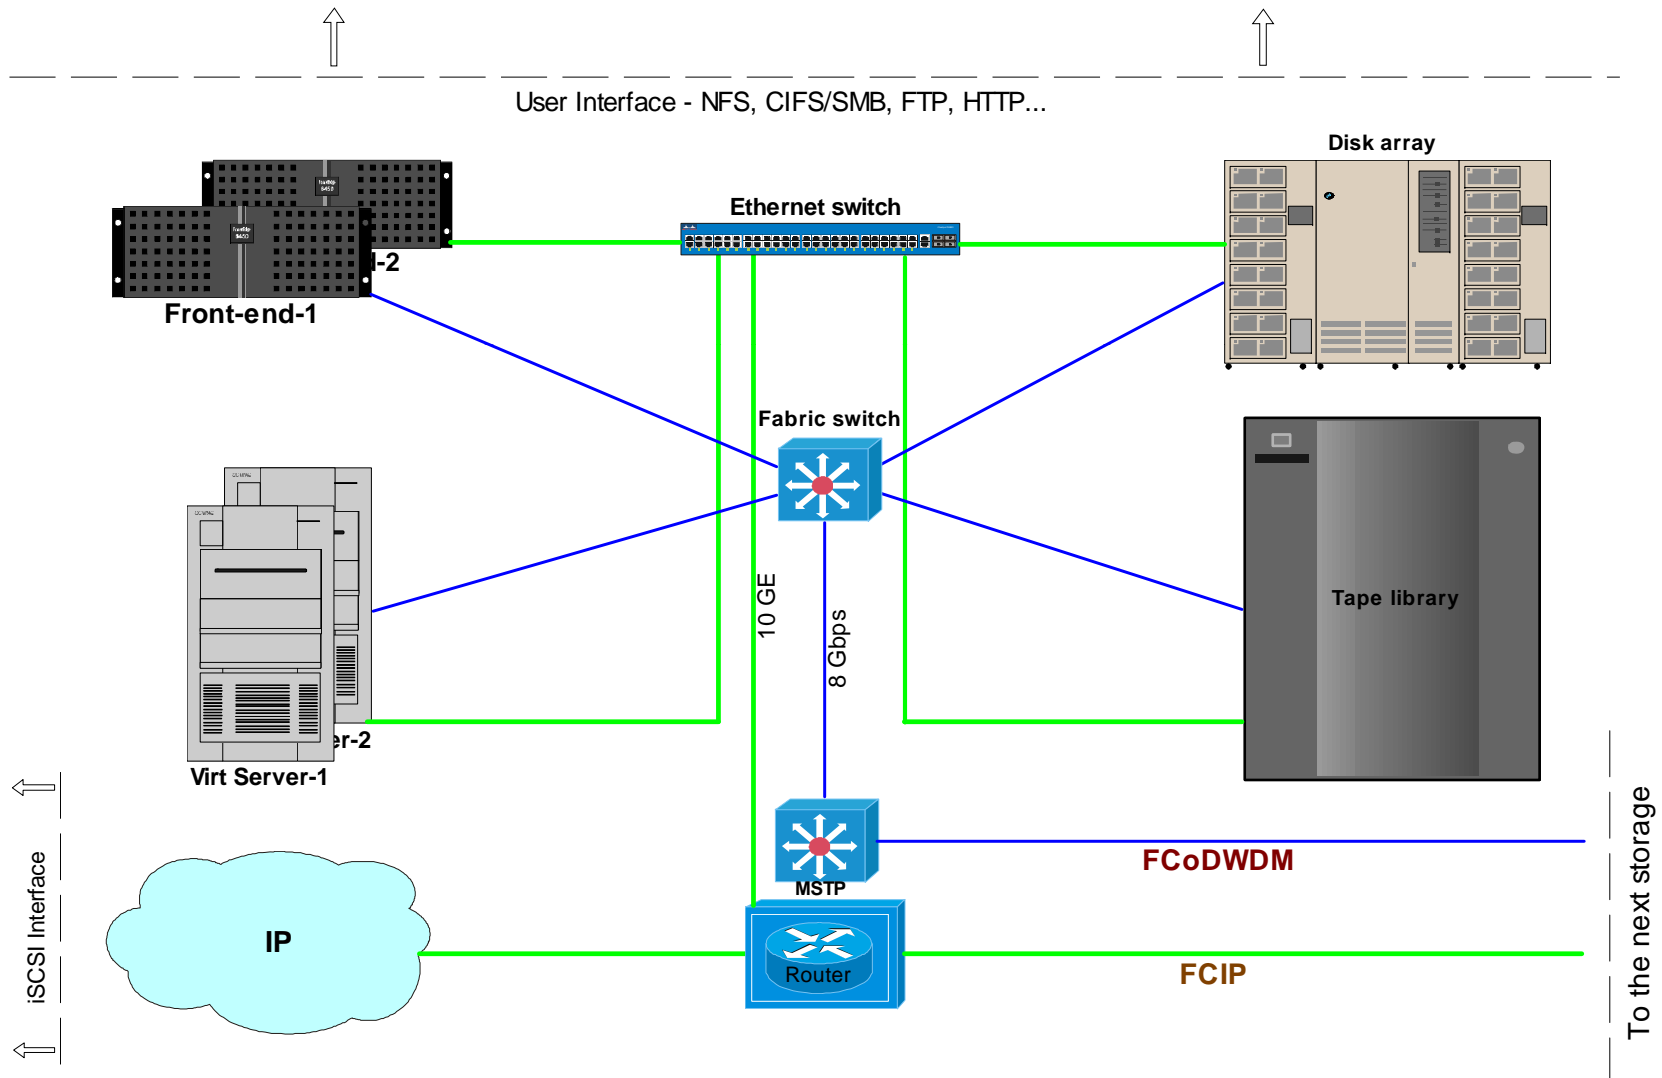 User Interface - NFS, CIFS/SMB, FTP, HTTP...
Disk array
Ethernet switch
d-2
Front-end-1
Fabric switch
10 GE
8 Gbps
Tape library
er-2
Virt Server-1
MSTP
FCoDWDM
IP
Router
FCIP
iSCSI Interface
To the next storage